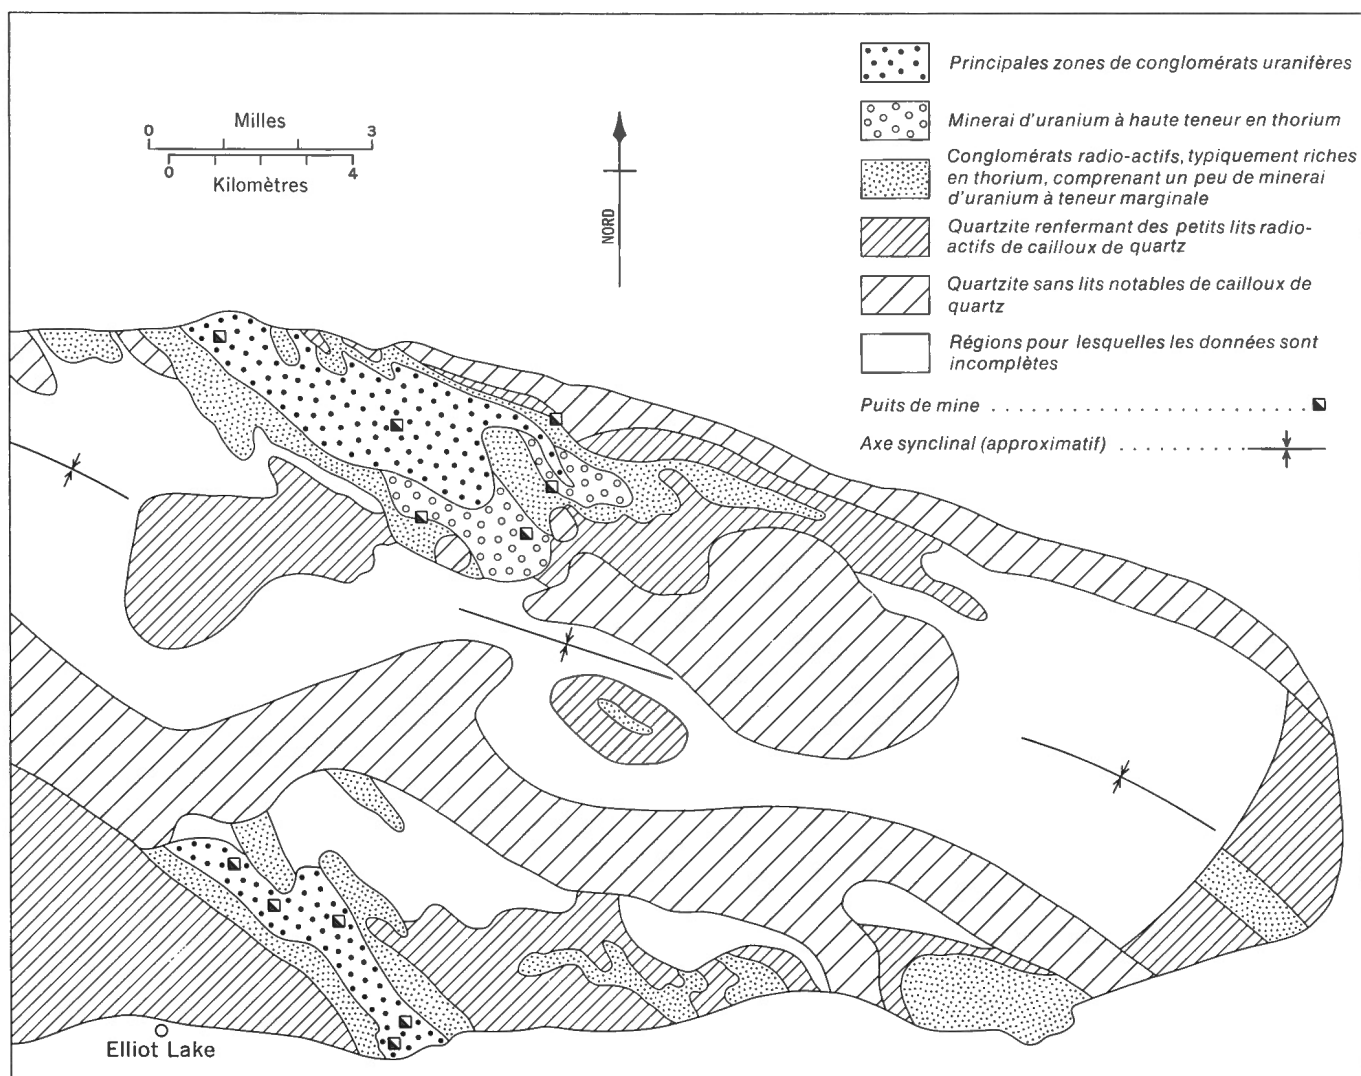 Principales zones de conglomérats uranifères
0 Milles 3
0 Kilomètres 4
NORD
Minerai d'uranium à haute teneur en thorium
Conglomérats radio-actifs, typiquement riches
en thorium, comprenant un peu de minerai
d'uranium à teneur marginale
Quartzite renfermant des petits lits radio-
actifs de cailloux de quartz
Quartzite sans lits notables de cailloux de
quartz
Régions pour lesquelles les données sont
incomplètes
Puits de mine
Axe synclinal (approximatif)
Elliot Lake